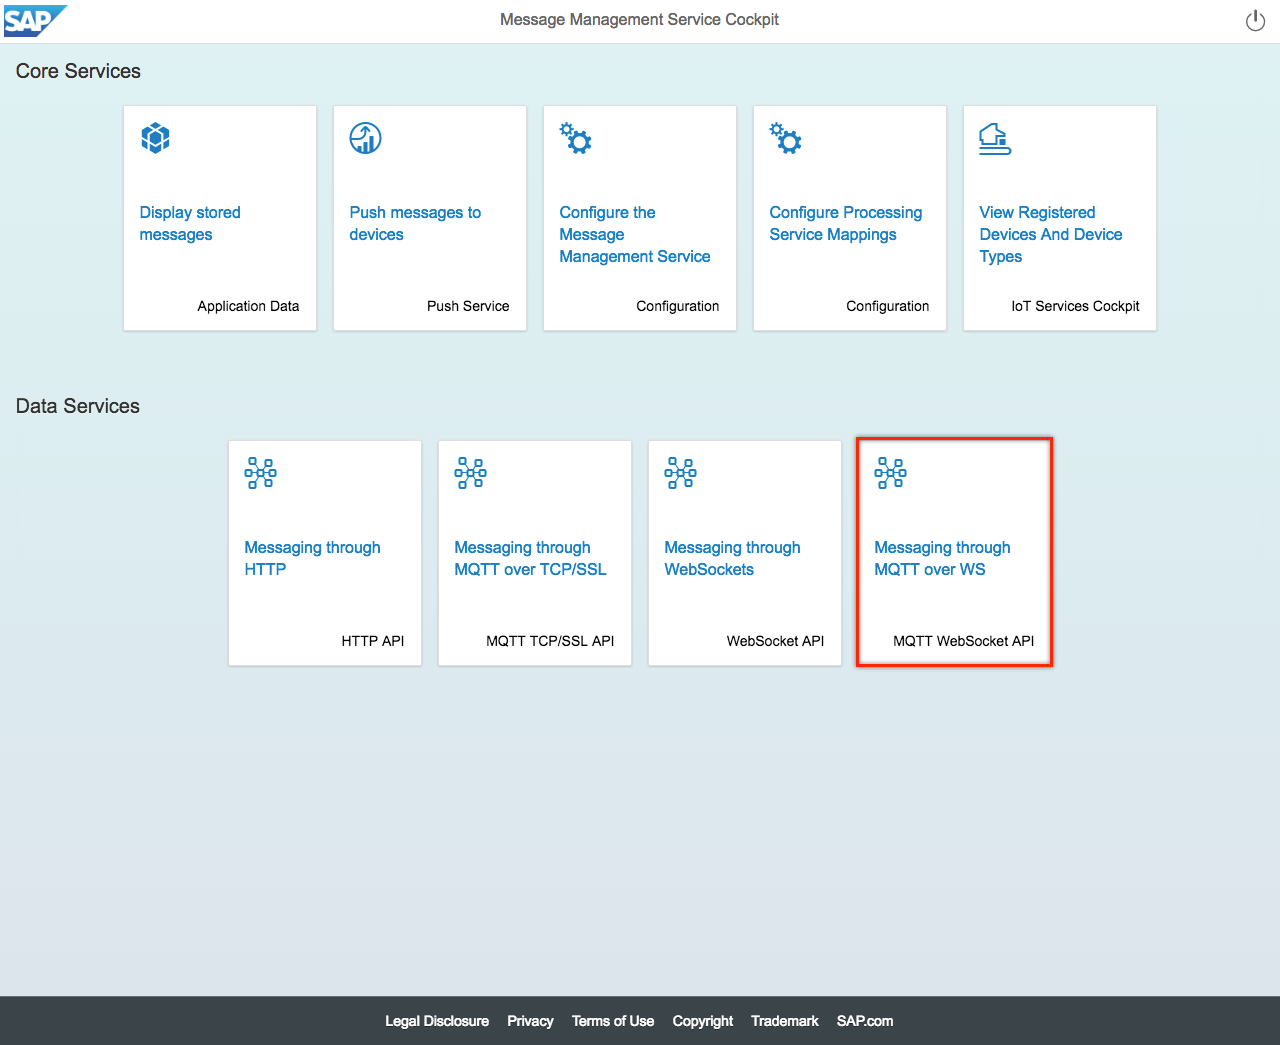 SAP
Message Management Service Cockpit
Core Services
Display stored
messages
Application Data
Push messages to
devices
Push Service
Configure the
Message
Management Service
Configuration
Configure Processing
Service Mappings
Configuration
View Registered
Devices And Device
Types
IoT Services Cockpit
Data Services
Messaging through
HTTP
HTTP API
Messaging through
MQTT over TCP/SSL
MQTT TCP/SSL API
Messaging through
WebSockets
WebSocket API
Messaging through
MQTT over WS
MQTT WebSocket API
Legal Disclosure Privacy Terms of Use Copyright Trademark SAP.com